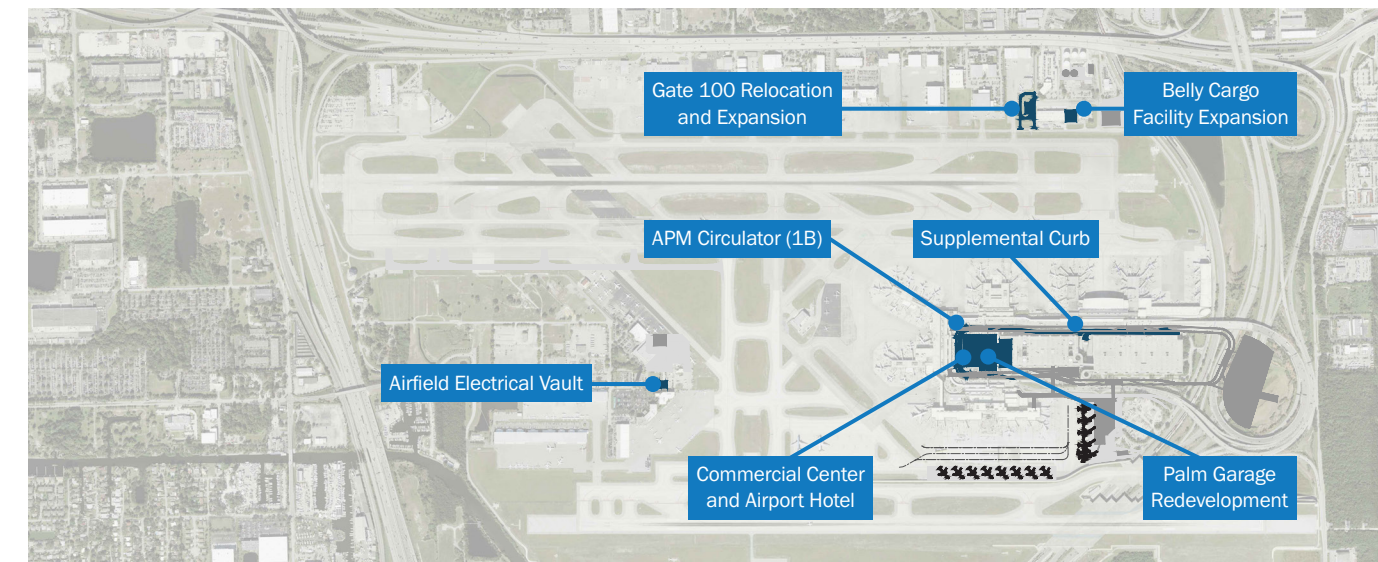 Gate 100 Relocation
and Expansion
Belly Cargo
Facility Expansion
APM Circulator (1B)
Supplemental Curb
Airfield Electrical Vault
Commercial Center
and Airport Hotel
Palm Garage
Redevelopment